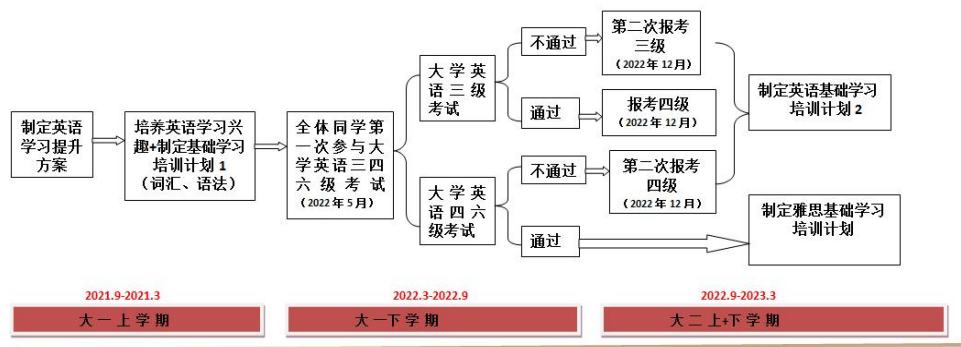 制定英语
学习提升
方案
培养英语学习兴
趣+制定基础学习
培训计划 1
（词汇、语法）
全体同学第
一次参与大
学英语三四
六级考试
（2022 年 5 月）
大学英
语三级
考试
不通过
第二次报考
三级
（2022 年 12 月）
通过
报考四级
（2022 年 12 月）
大学英
语四六
级考试
不通过
第二次报考
四级
（2022 年 12 月）
通过
制定英语基础学习
培训计划 2
制定雅思基础学习
培训计划
2021.9-2021.3
2022.3-2022.9
2022.9-2023.3
大一上学期
大一下学期
大二上+下学期